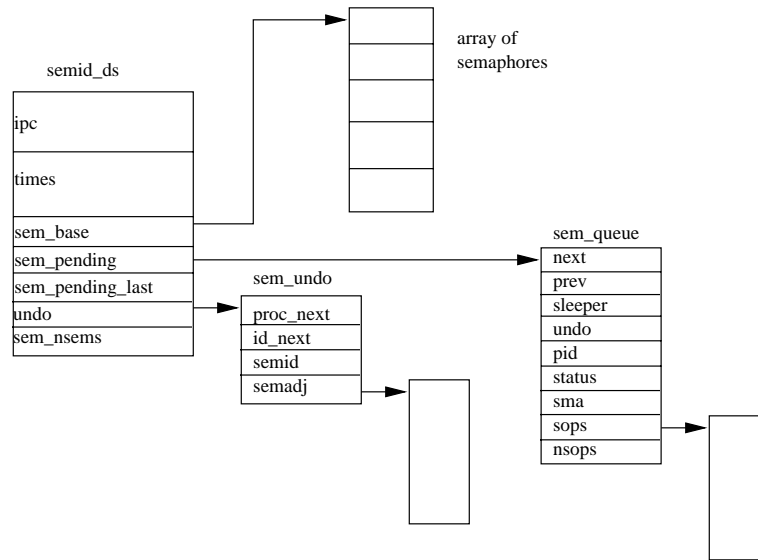 array of
semaphores
semid_ds
ipc
times
sem_base
sem_pending
sem_pending_last
undo
sem_nsems
sem_undo
proc_next
id_next
semid
semadj
sem_queue
next
prev
sleeper
undo
pid
status
sma
sops
nsops